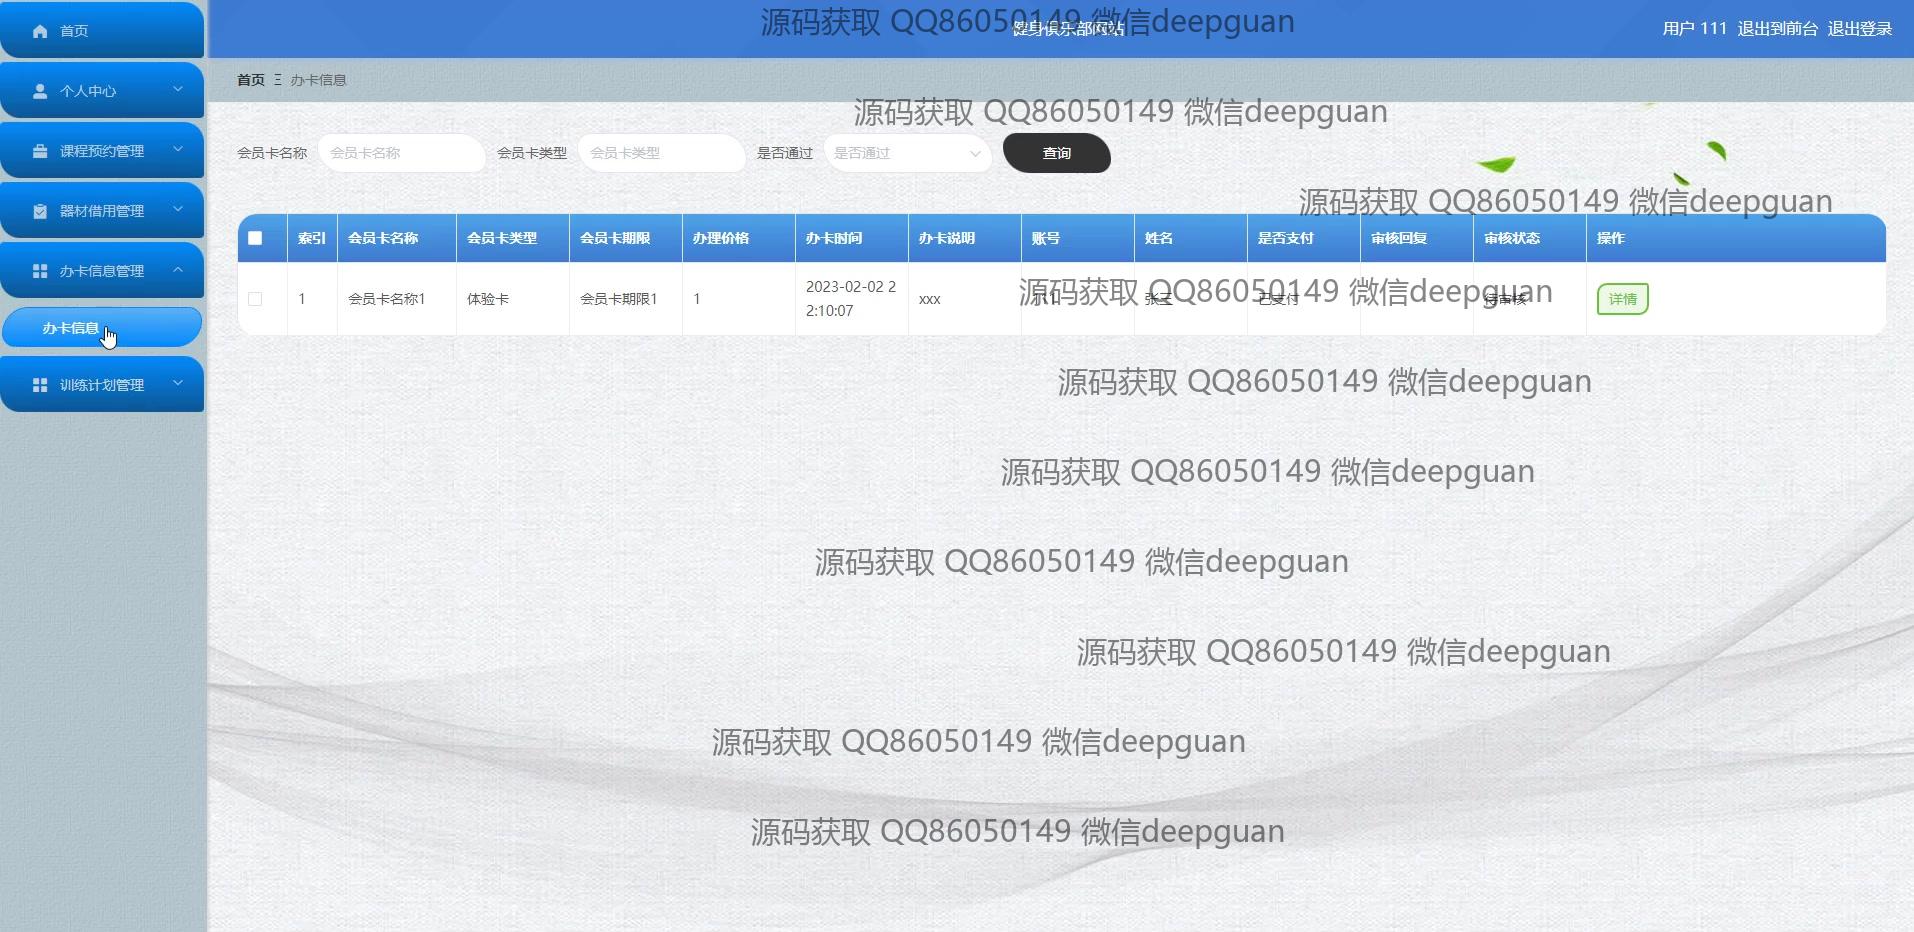 首页
个人中心
课程预约管理
器材借用管理
办卡信息管理
办卡信息
训练计划管理
源码获取 QQ86050149 微信deepguan
健身俱乐部网站
用户 111 退出到前台 退出登录
首页 Ξ 办卡信息
源码获取 QQ86050149 微信deepguan
会员卡名称 会员卡名称 会员卡类型 会员卡类型 是否通过 是否通过 查询
源码获取 QQ86050149 微信deepguan
索引 会员卡名称 会员卡类型 会员卡期限 办理价格 办卡时间 办卡说明 账号 姓名 是否支付 审核回复 审核状态 操作
1 会员卡名称1 体验卡 会员卡期限1 1 2023-02-02 2
2:10:07 xxx 111 张三 已支付 待审核 详情
源码获取 QQ86050149 微信deepguan
源码获取 QQ86050149 微信deepguan
源码获取 QQ86050149 微信deepguan
源码获取 QQ86050149 微信deepguan
源码获取 QQ86050149 微信deepguan
源码获取 QQ86050149 微信deepguan
源码获取 QQ86050149 微信deepguan